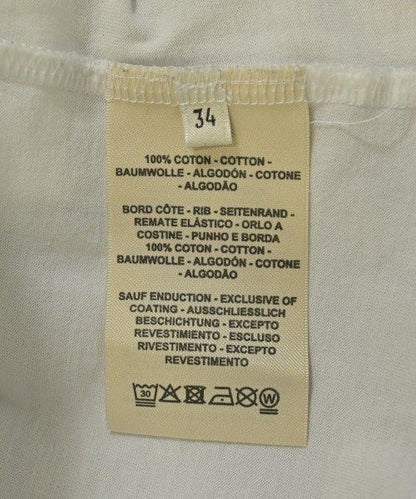 34
100% COTON - COTTON -
BAUMWOLLE - ALGODÓN - COTONE
- ALGODÃO
BORD CÔTE - RIB - SEITENRAND -
REMATE ELÁSTICO - ORLO A
COSTINE - PUNHO E BORDA
100% COTON - COTTON -
BAUMWOLLE - ALGODÓN - COTONE
- ALGODÃO
SAUF ENDUCTION - EXCLUSIVE OF
COATING - AUSSCHLIESSLICH
BESCHICHTUNG - EXCEPTO
REVESTIMIENTO - ESCLUSO
RIVESTIMENTO - EXCEPTO
REVESTIMENTO
30 W